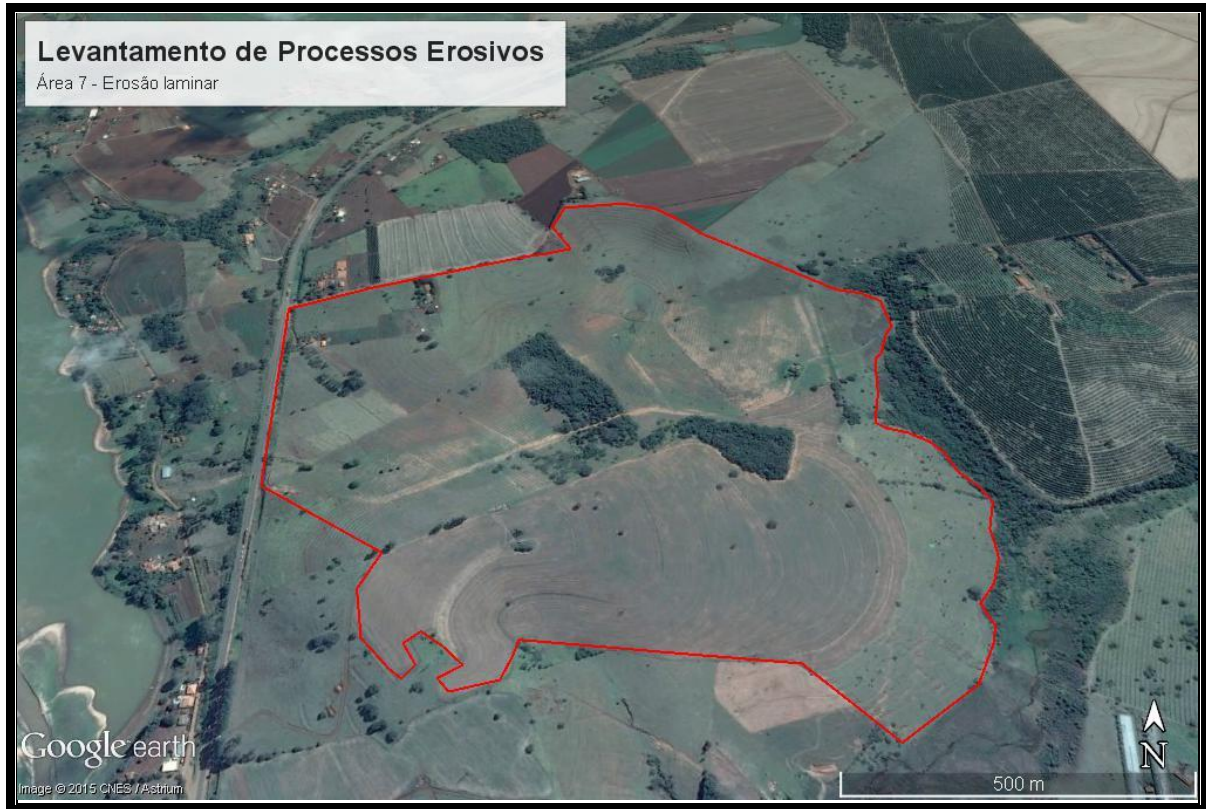 Levantamento de Processos Erosivos
Área 7 - Erosão laminar
Google earth
Image © 2015 CNES / Astrium
500 m
N